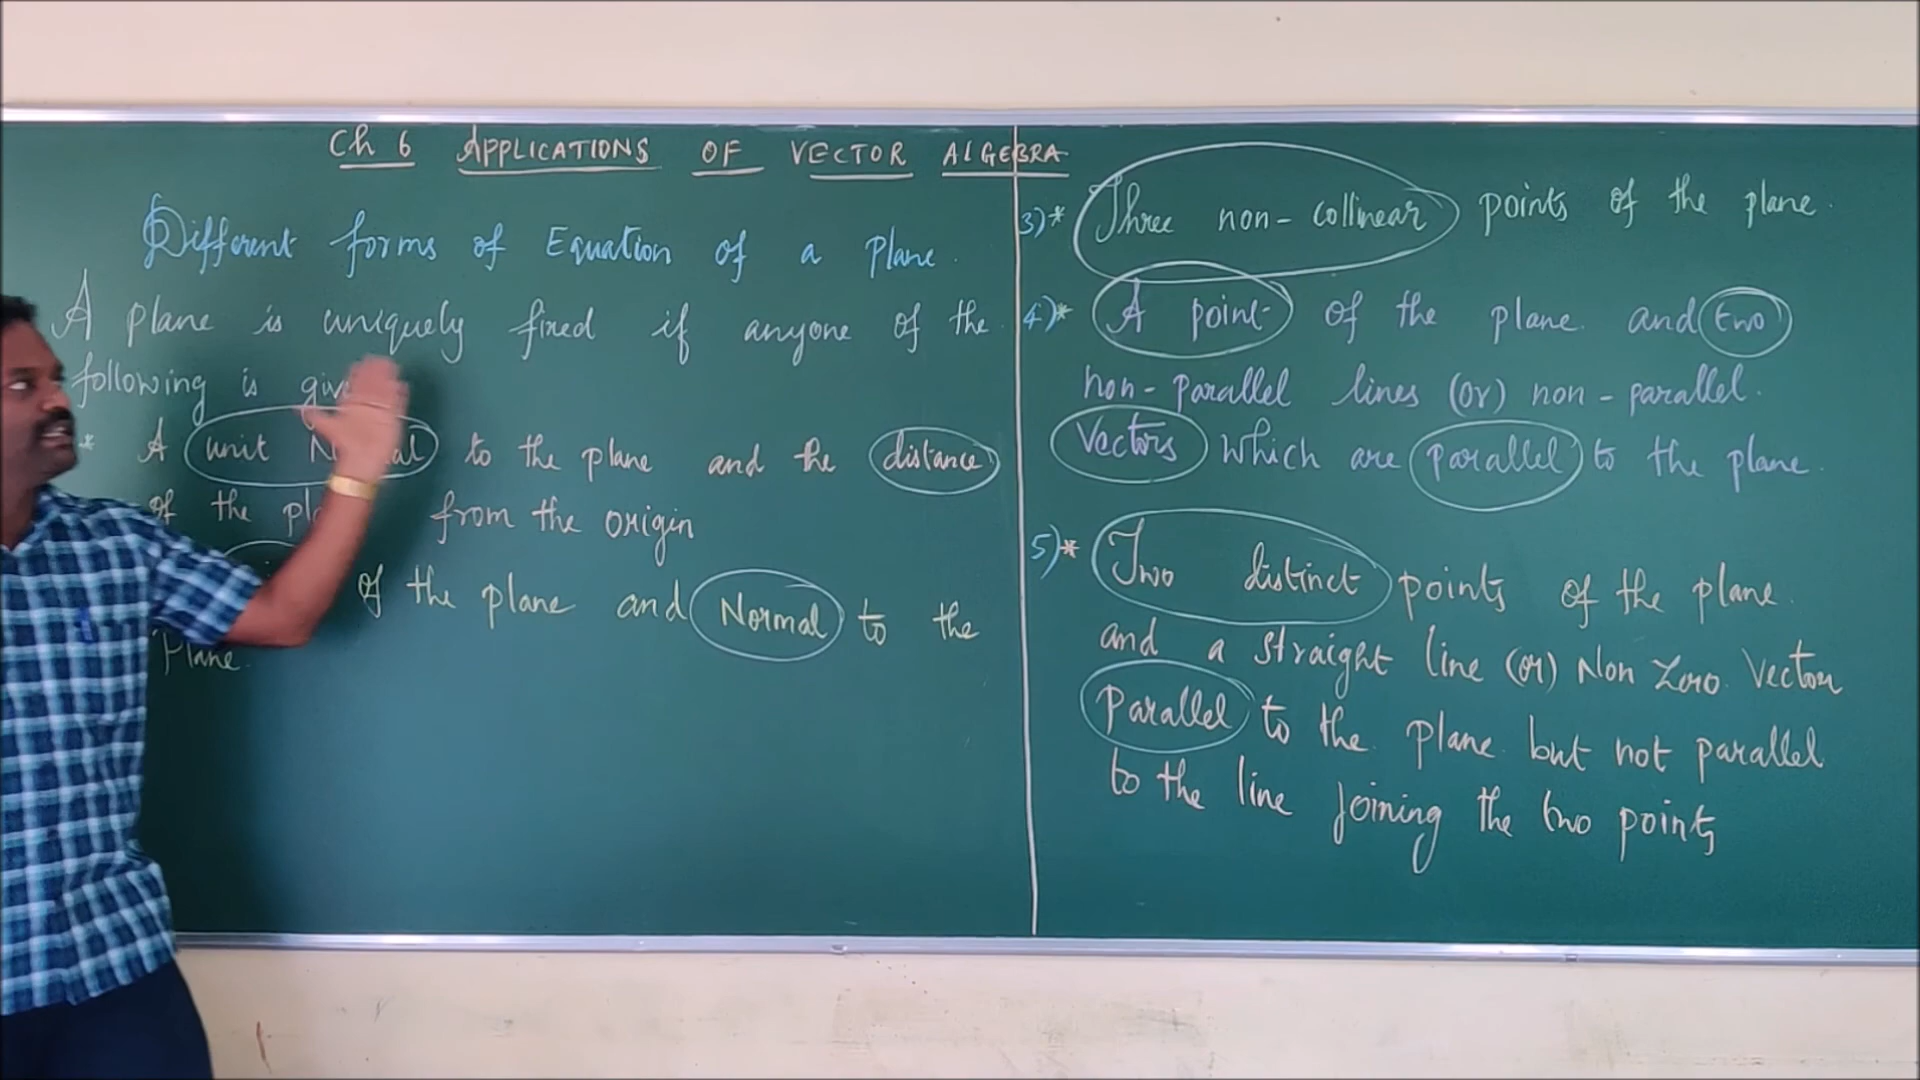 Ch 6 APPLICATIONS OF VECTOR ALGEBRA
Different forms of Equation of a plane.
A plane is uniquely fixed if anyone of the
following is
* A unit to the plane and the distance
of the from the origin
of the plane and Normal to the
Plane.
3)* Three non-collinear points of the plane.
4)* A point of the plane and two
non-parallel lines (or) non-parallel.
Vectors which are parallel to the plane.
5)* Two distinct points of the plane.
and a straight line (or) Non Zero Vector
parallel to the plane but not parallel
to the line joining the two points